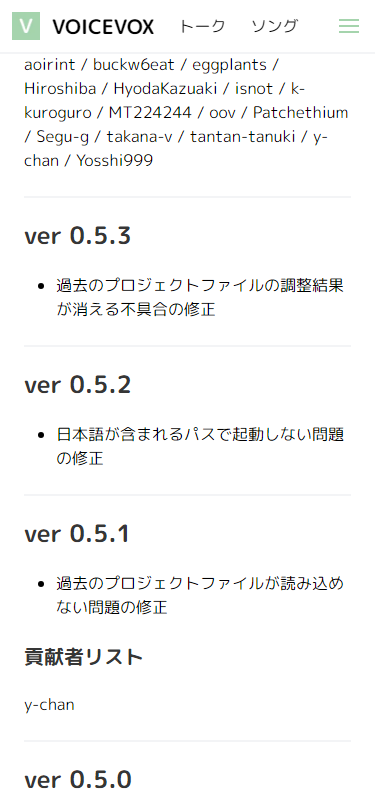 V VOICEVOX トーク ソング
aoirint / buckw6eat / eggplants /
Hiroshiba / HyodaKazuaki / isnot / k-
kuroguro / MT224244 / oov / Patchethium
/ Segu-g / takana-v / tantan-tanuki / y-
chan / Yosshi999
ver 0.5.3
• 過去のプロジェクトファイルの調整結果
が消える不具合の修正
ver 0.5.2
• 日本語が含まれるパスで起動しない問題
の修正
ver 0.5.1
• 過去のプロジェクトファイルが読み込め
ない問題の修正
貢献者リスト
y-chan
ver 0.5.0